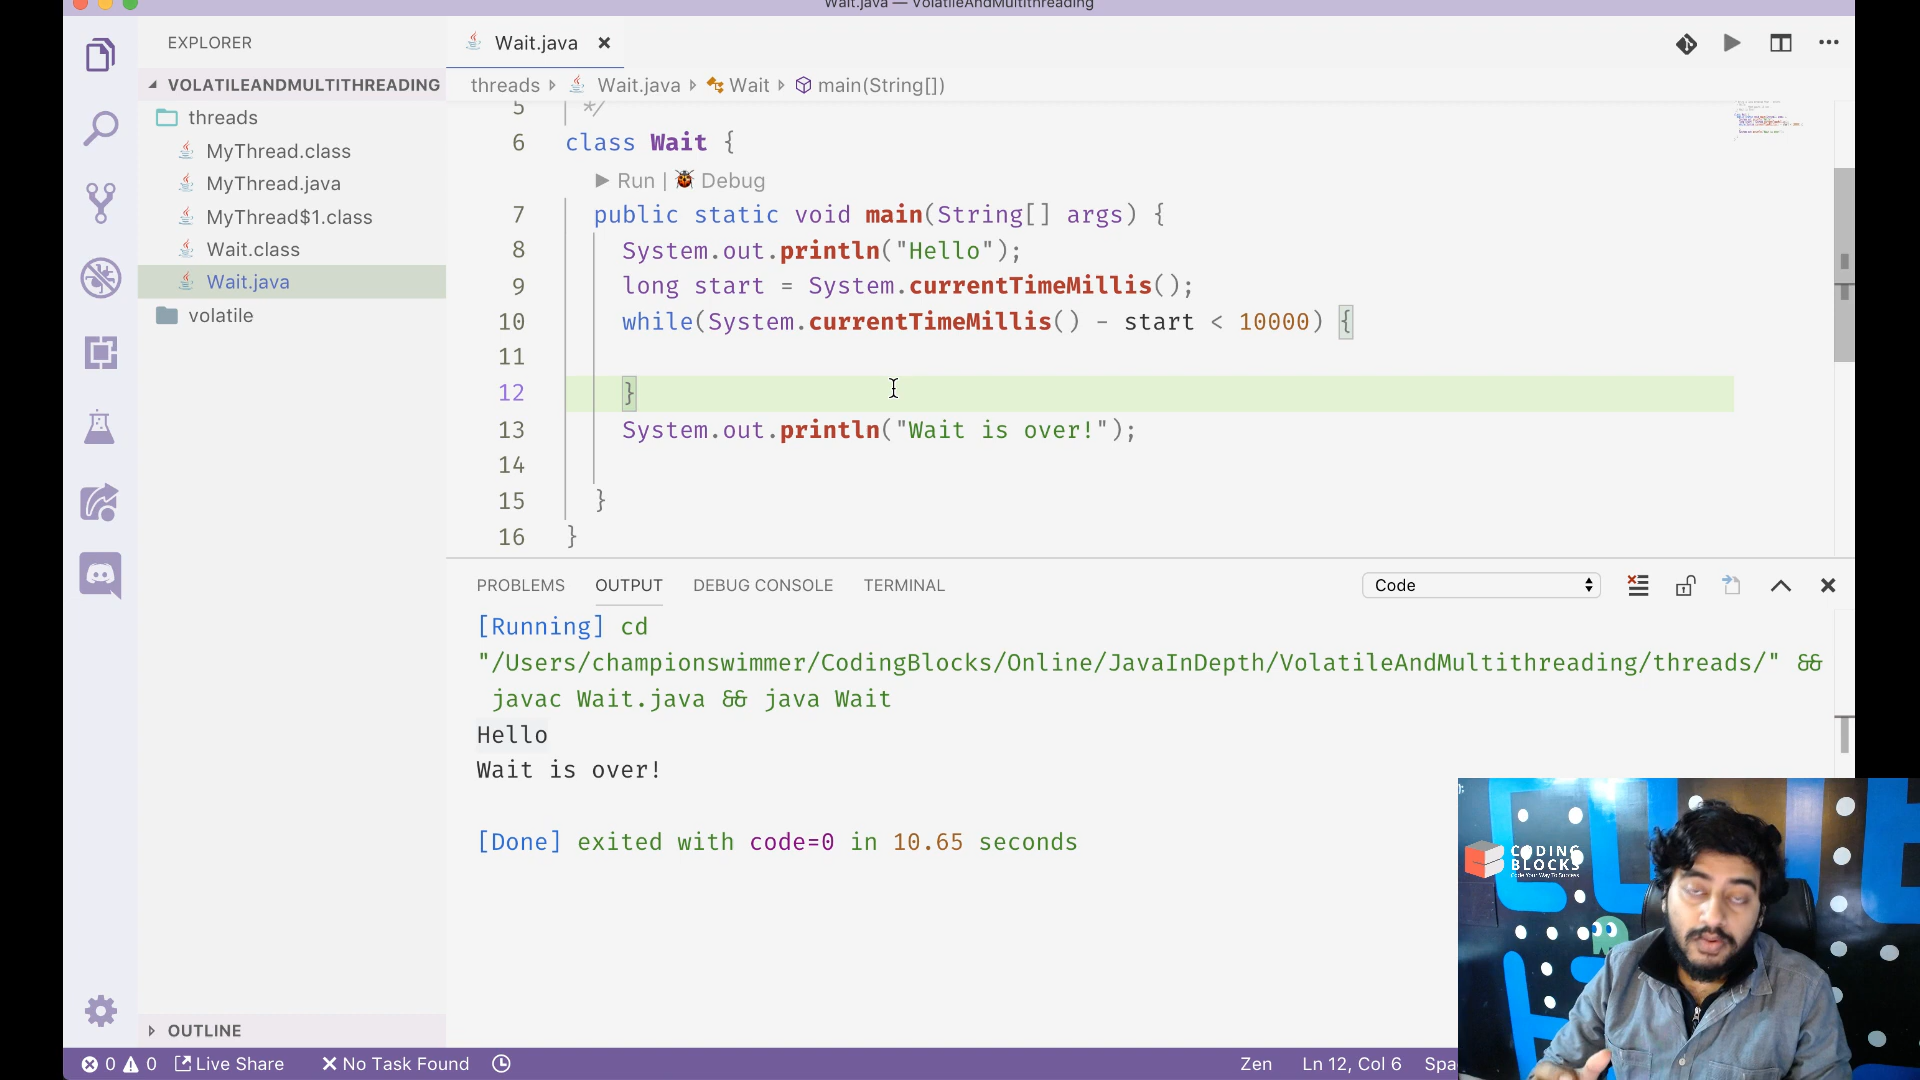 Wait.java — VolatileAndMultithreading
EXPLORER
Wait.java
VOLATILEANDMULTITHREADING
threads
MyThread.class
MyThread.java
MyThread$1.class
Wait.class
Wait.java
volatile
OUTLINE
threads Wait.java Wait main(String[])
5 */
6 class Wait {
Run | Debug
7 public static void main(String[] args) {
8 System.out.println("Hello");
9 long start = System.currentTimeMillis();
10 while(System.currentTimeMillis() - start < 10000) {
11
12 }
13 System.out.println("Wait is over!");
14
15 }
16 }
PROBLEMS OUTPUT DEBUG CONSOLE TERMINAL
Code
[Running] cd
"/Users/championswimmer/CodingBlocks/Online/JavaInDepth/VolatileAndMultithreading/threads/" &&
javac Wait.java && java Wait
Hello
Wait is over!
[Done] exited with code=0 in 10.65 seconds
CODING
BLOCKS
Code Your Way To Success
0 0 Live Share No Task Found
Zen Ln 12, Col 6 Spa